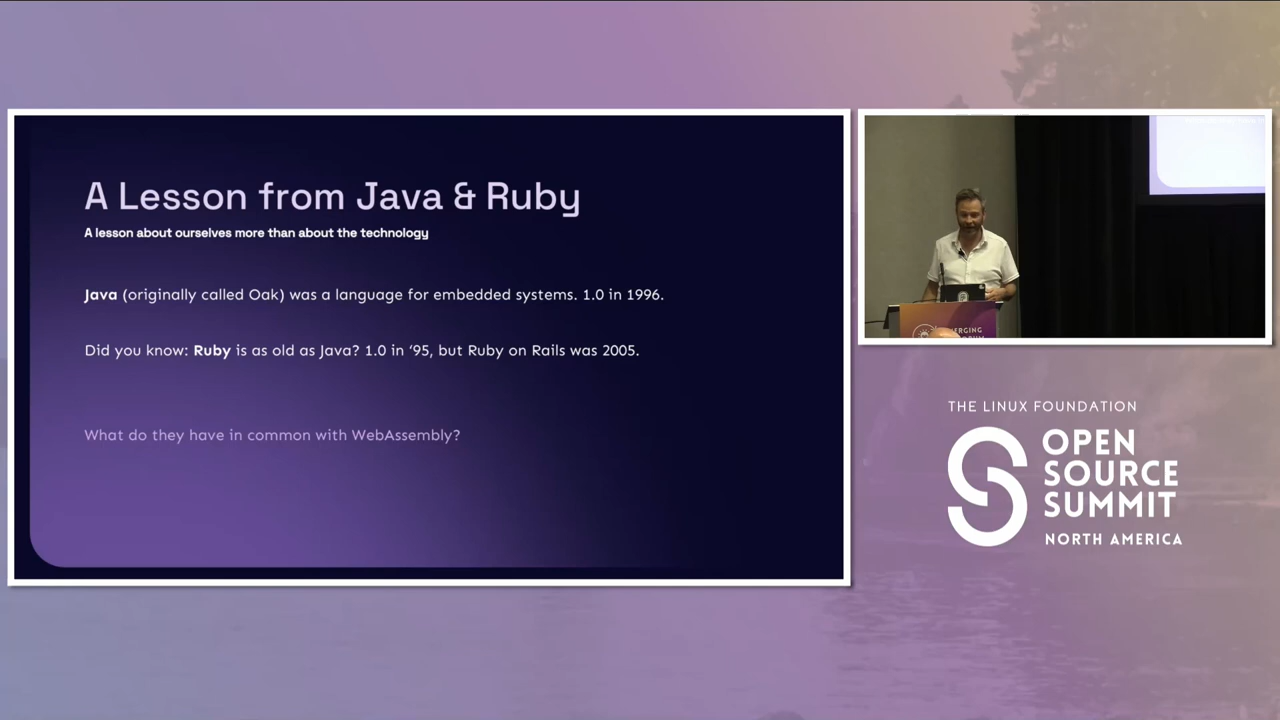 A Lesson from Java & Ruby
A lesson about ourselves more than about the technology
Java (originally called Oak) was a language for embedded systems. 1.0 in 1996.
Did you know: Ruby is as old as Java? 1.0 in ‘95, but Ruby on Rails was 2005.
What do they have in common with WebAssembly?
THE LINUX FOUNDATION
OPEN
SOURCE
SUMMIT
NORTH AMERICA